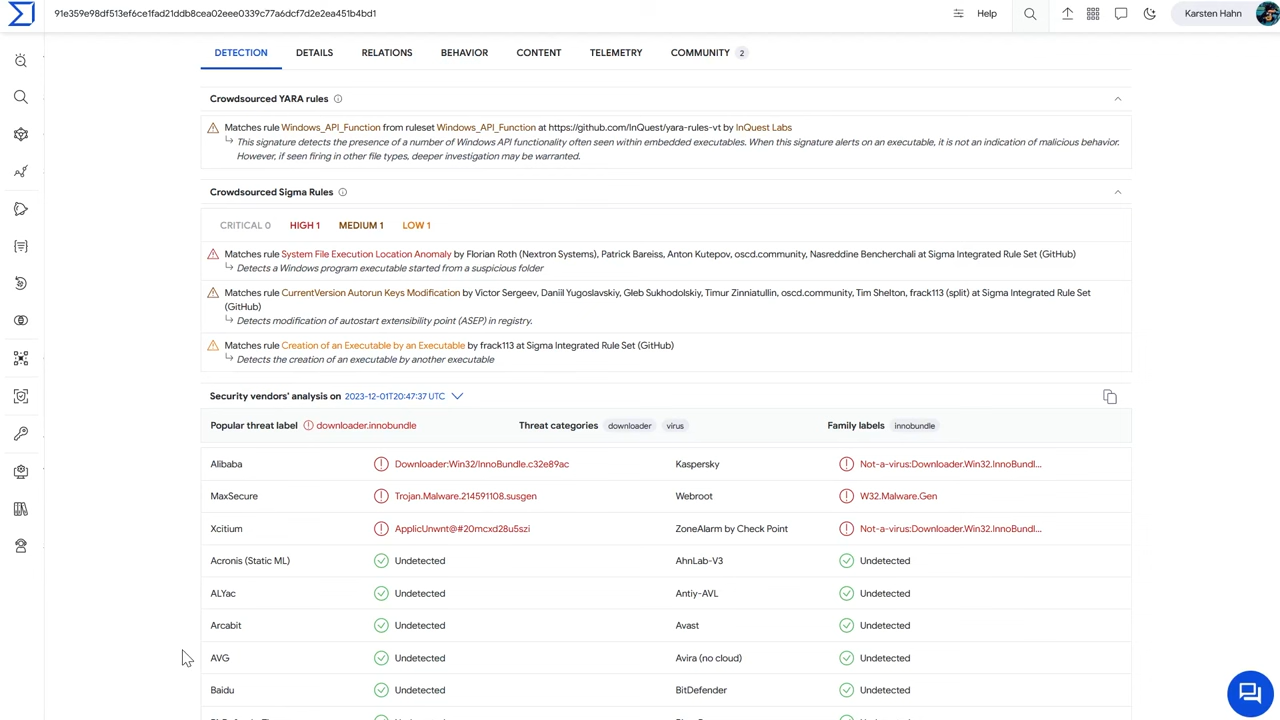 91e359e98df513ef6ce1fad21ddb8cea02eee0339c77a6dcf7d2e2ea451b4bd1
Help
Karsten Hahn
DETECTION
DETAILS
RELATIONS
BEHAVIOR
CONTENT
TELEMETRY
COMMUNITY 2
Crowdsourced YARA rules
Matches rule Windows_API_Function from ruleset Windows_API_Function at https://github.com/InQuest/yara-rules-vt by InQuest Labs
This signature detects the presence of a number of Windows API functionality often seen within embedded executables. When this signature alerts on an executable, it is not an indication of malicious behavior.
However, if seen firing in other file types, deeper investigation may be warranted.
Crowdsourced Sigma Rules
CRITICAL 0 HIGH 1 MEDIUM 1 LOW 1
Matches rule System File Execution Location Anomaly by Florian Roth (Nextron Systems), Patrick Bareiss, Anton Kutepov, oscd.community, Nasreddine Bencherchali at Sigma Integrated Rule Set (GitHub)
Detects a Windows program executable started from a suspicious folder
Matches rule CurrentVersion Autorun Keys Modification by Victor Sergeev, Daniil Yugoslavskiy, Gleb Sukhodolskiy, Timur Zinniatullin, oscd.community, Tim Shelton, frack113 (split) at Sigma Integrated Rule Set
(GitHub)
Detects modification of autostart extensibility point (ASEP) in registry.
Matches rule Creation of an Executable by an Executable by frack113 at Sigma Integrated Rule Set (GitHub)
Detects the creation of an executable by another executable
Security vendors' analysis on 2023-12-01T20:47:37 UTC
Popular threat label downloader.innobundle
Threat categories downloader virus
Family labels innobundle
Alibaba Downloader:Win32/InnoBundle.c32e89ac
Kaspersky Not-a-virus:Downloader.Win32.InnoBundl...
MaxSecure Trojan.Malware.214591108.susgen
Webroot W32.Malware.Gen
Xcitium ApplicUnwnt@#20mcxd28u5szi
ZoneAlarm by Check Point Not-a-virus:Downloader.Win32.InnoBundl...
Acronis (Static ML) Undetected
AhnLab-V3 Undetected
ALYac Undetected
Antiy-AVL Undetected
Arcabit Undetected
Avast Undetected
AVG Undetected
Avira (no cloud) Undetected
Baidu Undetected
BitDefender Undetected